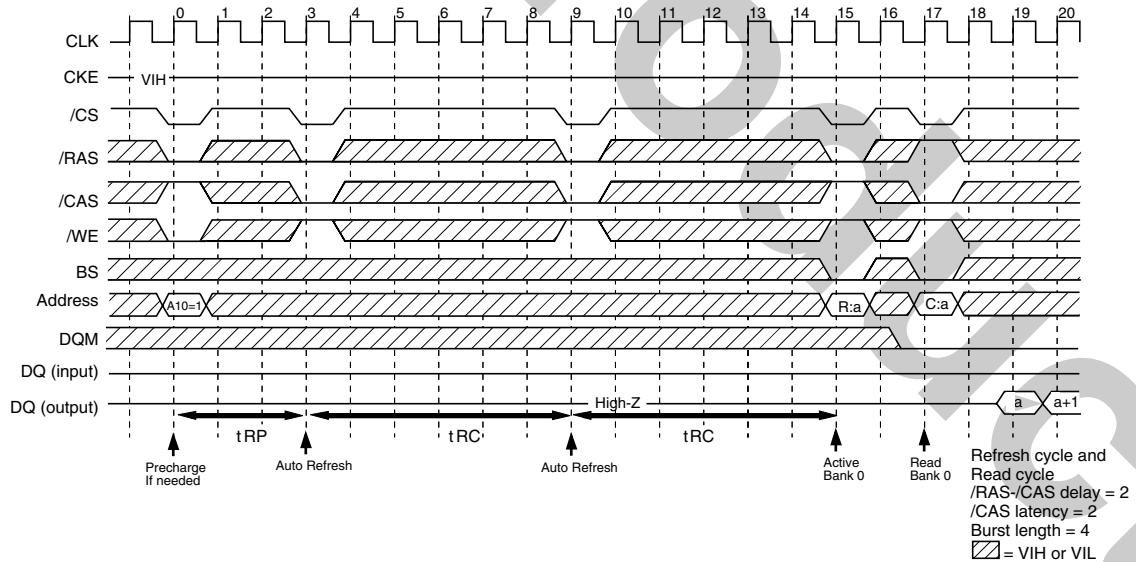 0 1 2 3 4 5 6 7 8 9 10 11 12 13 14 15 16 17 18 19 20
CLK
CKE VIH
/CS
/RAS
/CAS
/WE
BS
Address A10=1 R:a C:a
DQM
DQ (input)
DQ (output) High-Z a a+1
tRP tRC tRC
Precharge
If needed
Auto Refresh
Auto Refresh
Active
Bank 0
Read
Bank 0
Refresh cycle and
Read cycle
/RAS-/CAS delay = 2
/CAS latency = 2
Burst length = 4
= VIH or VIL